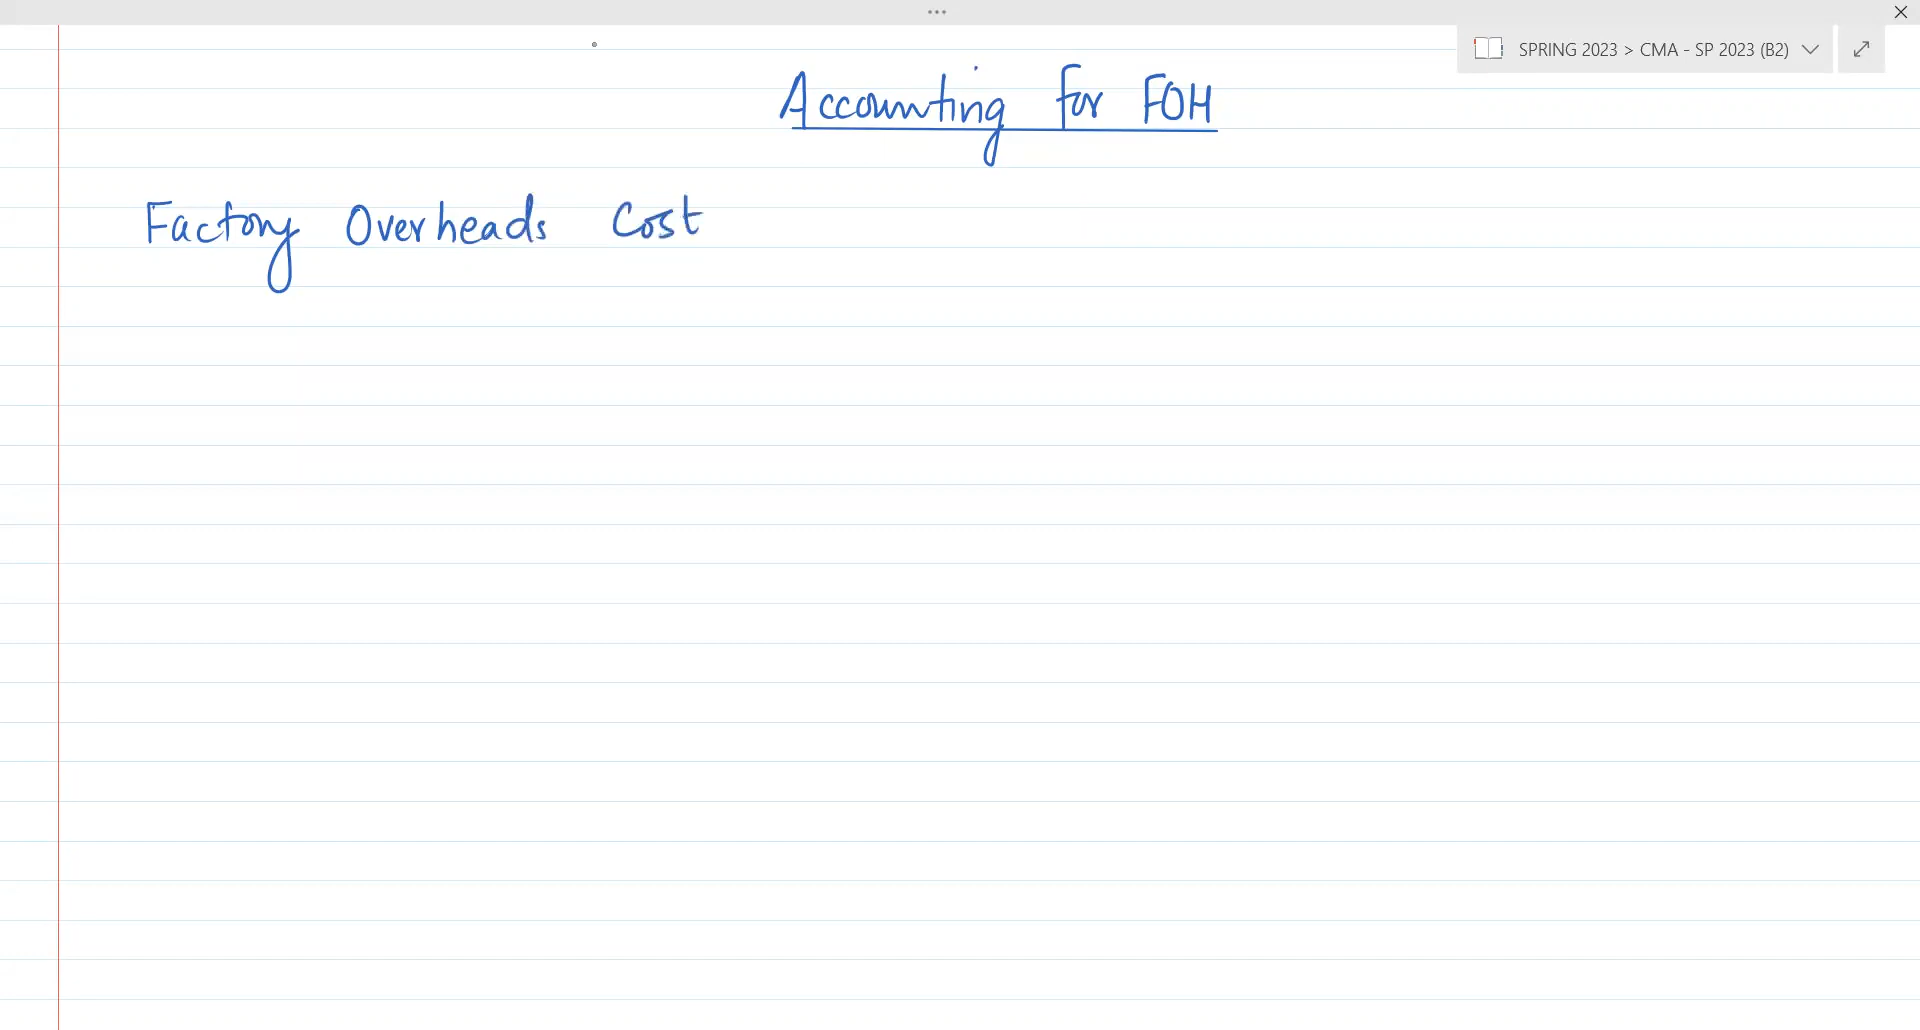 SPRING 2023 > CMA - SP 2023 (B2)
Accounting for FOH
Factory Overheads Cost